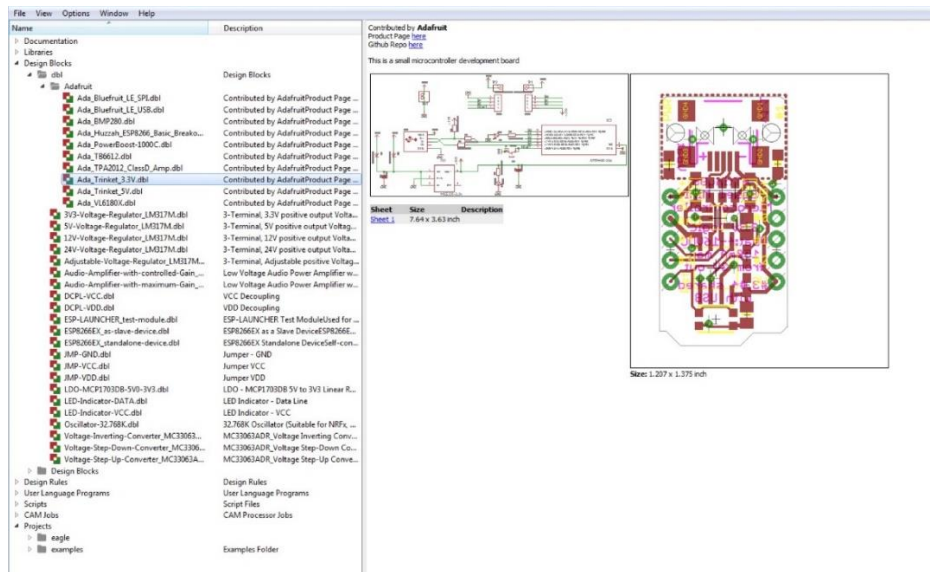 File View Options Window Help
Name Description
Documentation
Libraries
Design Blocks
dbl Design Blocks
Adafruit
Ada_Bluefruit_LE_SPI.dbl Contributed by AdafruitProduct Page ...
Ada_Bluefruit_LE_USB.dbl Contributed by AdafruitProduct Page ...
Ada_BMP280.dbl Contributed by AdafruitProduct Page ...
Ada_Huzzah_ESP8266_Basic_Breako... Contributed by AdafruitProduct Page ...
Ada_PowerBoost-1000C.dbl Contributed by AdafruitProduct Page ...
Ada_TB6612.dbl Contributed by AdafruitProduct Page ...
Ada_TPA2012_ClassD_Amp.dbl Contributed by AdafruitProduct Page ...
Ada_Trinket_3.3V.dbl Contributed by AdafruitProduct Page ...
Ada_Trinket_5V.dbl Contributed by AdafruitProduct Page ...
Ada_VL6180X.dbl Contributed by AdafruitProduct Page ...
3V3-Voltage-Regulator_LM317M.dbl 3-Terminal, 3.3V positive output Volta...
5V-Voltage-Regulator_LM317M.dbl 3-Terminal, 5V positive output Voltag...
12V-Voltage-Regulator_LM317M.dbl 3-Terminal, 12V positive output Volta...
24V-Voltage-Regulator_LM317M.dbl 3-Terminal, 24V positive output Volta...
Adjustable-Voltage-Regulator_LM317M... 3-Terminal, Adjustable positive Voltag...
Audio-Amplifier-with-controlled-Gain_... Low Voltage Audio Power Amplifier w...
Audio-Amplifier-with-maximum-Gain_... Low Voltage Audio Power Amplifier w...
DCPL-VCC.dbl VCC Decoupling
DCPL-VDD.dbl VDD Decoupling
ESP-LAUNCHER_test-module.dbl ESP-LAUNCHER Test ModuleUsed for ...
ESP8266EX_as-slave-device.dbl ESP8266EX as a Slave DeviceESP8266E...
ESP8266EX_standalone-device.dbl ESP8266EX Standalone DeviceSelf-con...
JMP-GND.dbl Jumper - GND
JMP-VCC.dbl Jumper VCC
JMP-VDD.dbl Jumper VDD
LDO-MCP1703DB-5V0-3V3.dbl LDO - MCP1703DB 5V to 3V3 Linear R...
LED-Indicator-DATA.dbl LED Indicator - Data Line
LED-Indicator-VCC.dbl LED Indicator - VCC
Oscillator-32.768K.dbl 32.768K Oscillator (Suitable for NRFx, ...
Voltage-Inverting-Converter_MC33063... MC33063ADR_Voltage Inverting Conv...
Voltage-Step-Down-Converter_MC3306... MC33063ADR_Voltage Step-Down Co...
Voltage-Step-Up-Converter_MC33063A... MC33063ADR_Voltage Step-Up Conve...
Design Blocks
Design Rules Design Rules
User Language Programs User Language Programs
Scripts Script Files
CAM Jobs CAM Processor Jobs
Projects
eagle
examples Examples Folder
Contributed by Adafruit
Product Page here
Github Repo here
This is a small microcontroller development board
Sheet Size Description
Sheet 1 7.64 x 3.63 inch
Size: 1.207 x 1.375 inch